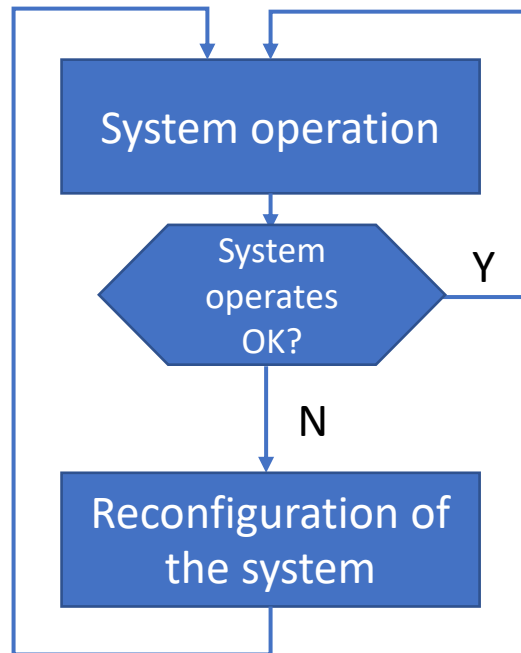 System operation
System
operates
OK?
Y
N
Reconfiguration of
the system